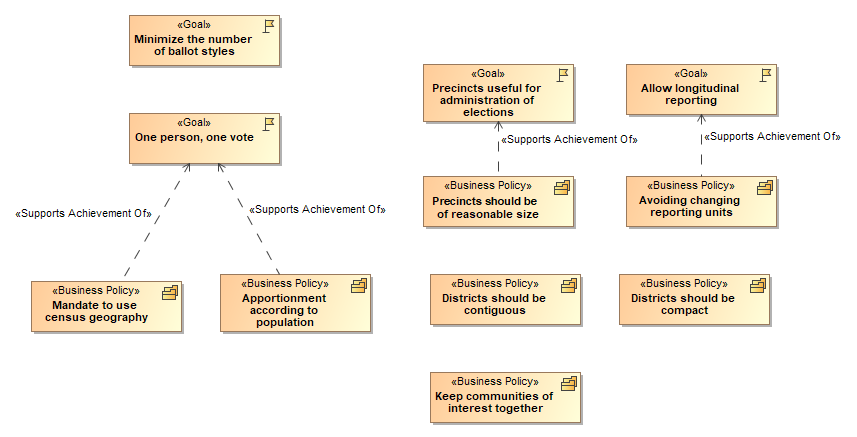 «Goal»
Minimize the number
of ballot styles
«Goal»
One person, one vote
«Supports Achievement Of»
«Supports Achievement Of»
«Business Policy»
Mandate to use
census geography
«Business Policy»
Apportionment
according to
population
«Goal»
Precincts useful for
administration of
elections
«Goal»
Allow longitudinal
reporting
«Supports Achievement Of»
«Supports Achievement Of»
«Business Policy»
Precincts should be
of reasonable size
«Business Policy»
Avoiding changing
reporting units
«Business Policy»
Districts should be
contiguous
«Business Policy»
Districts should be
compact
«Business Policy»
Keep communities of
interest together